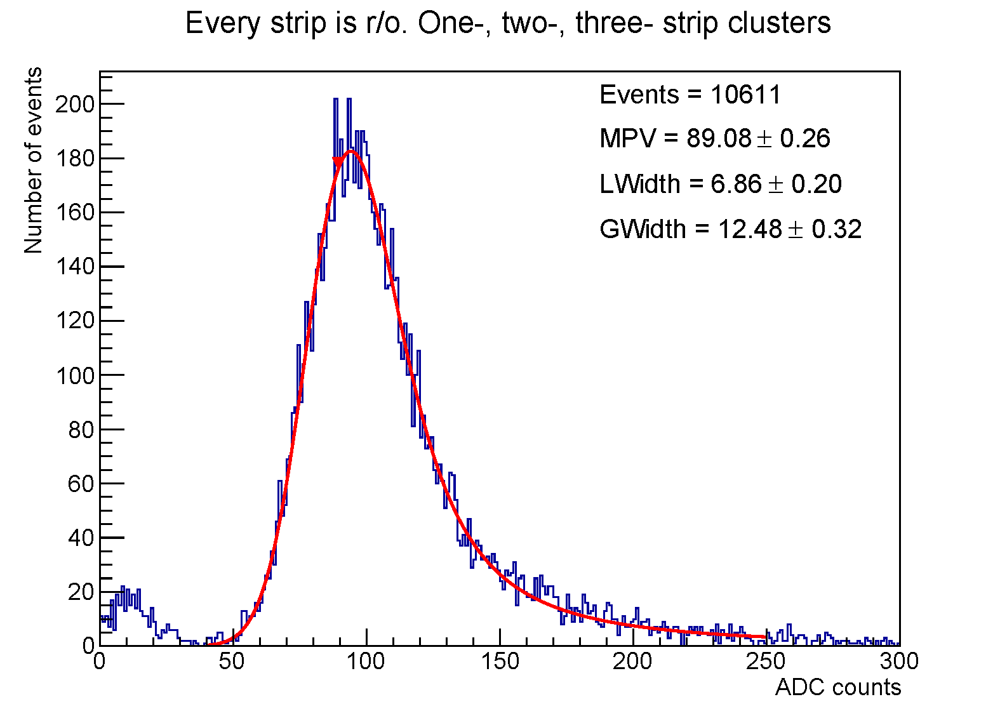 Every strip is r/o. One-, two-, three- strip clusters
Number of events
Events = 10611
MPV = 89.08 ± 0.26
LWidth = 6.86 ± 0.20
GWidth = 12.48 ± 0.32
200
180
160
140
120
100
80
60
40
20
0
0 50 100 150 200 250 300
ADC counts